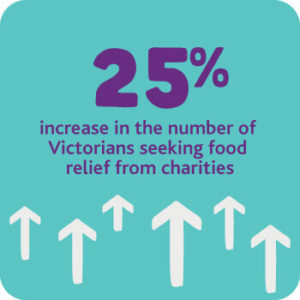 25%
increase in the number of
Victorians seeking food
relief from charities